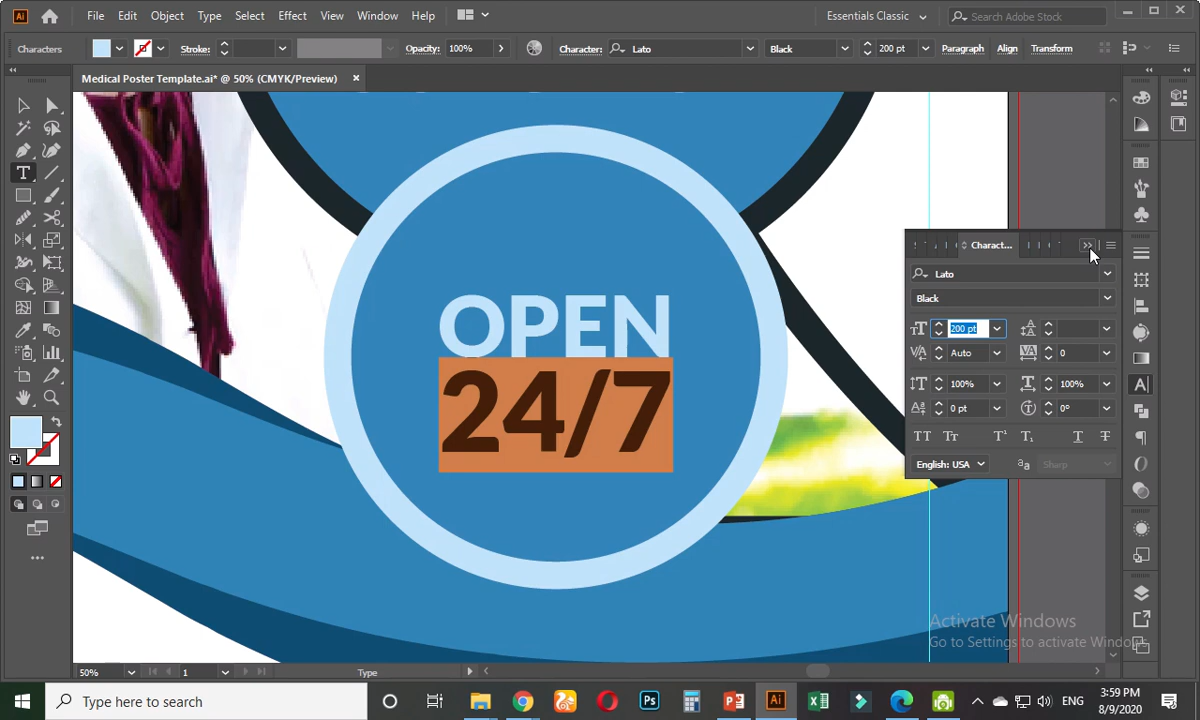 Ai File Edit Object Type Select Effect View Window Help Essentials Classic Search Adobe Stock
Characters Stroke: Opacity: 100% Character: Lato Black 200 pt Paragraph Align Transform
Medical Poster Template.ai* @ 50% (CMYK/Preview) ×
Charact...
Lato
Black
200 pt
Auto 0
100% 100%
0 pt 0°
English: USA Sharp
OPEN
24/7
Activate Windows
Go to Settings to activate Windo
50% 1 Type
Type here to search Ps Ai ENG 3:59 PM
8/9/2020